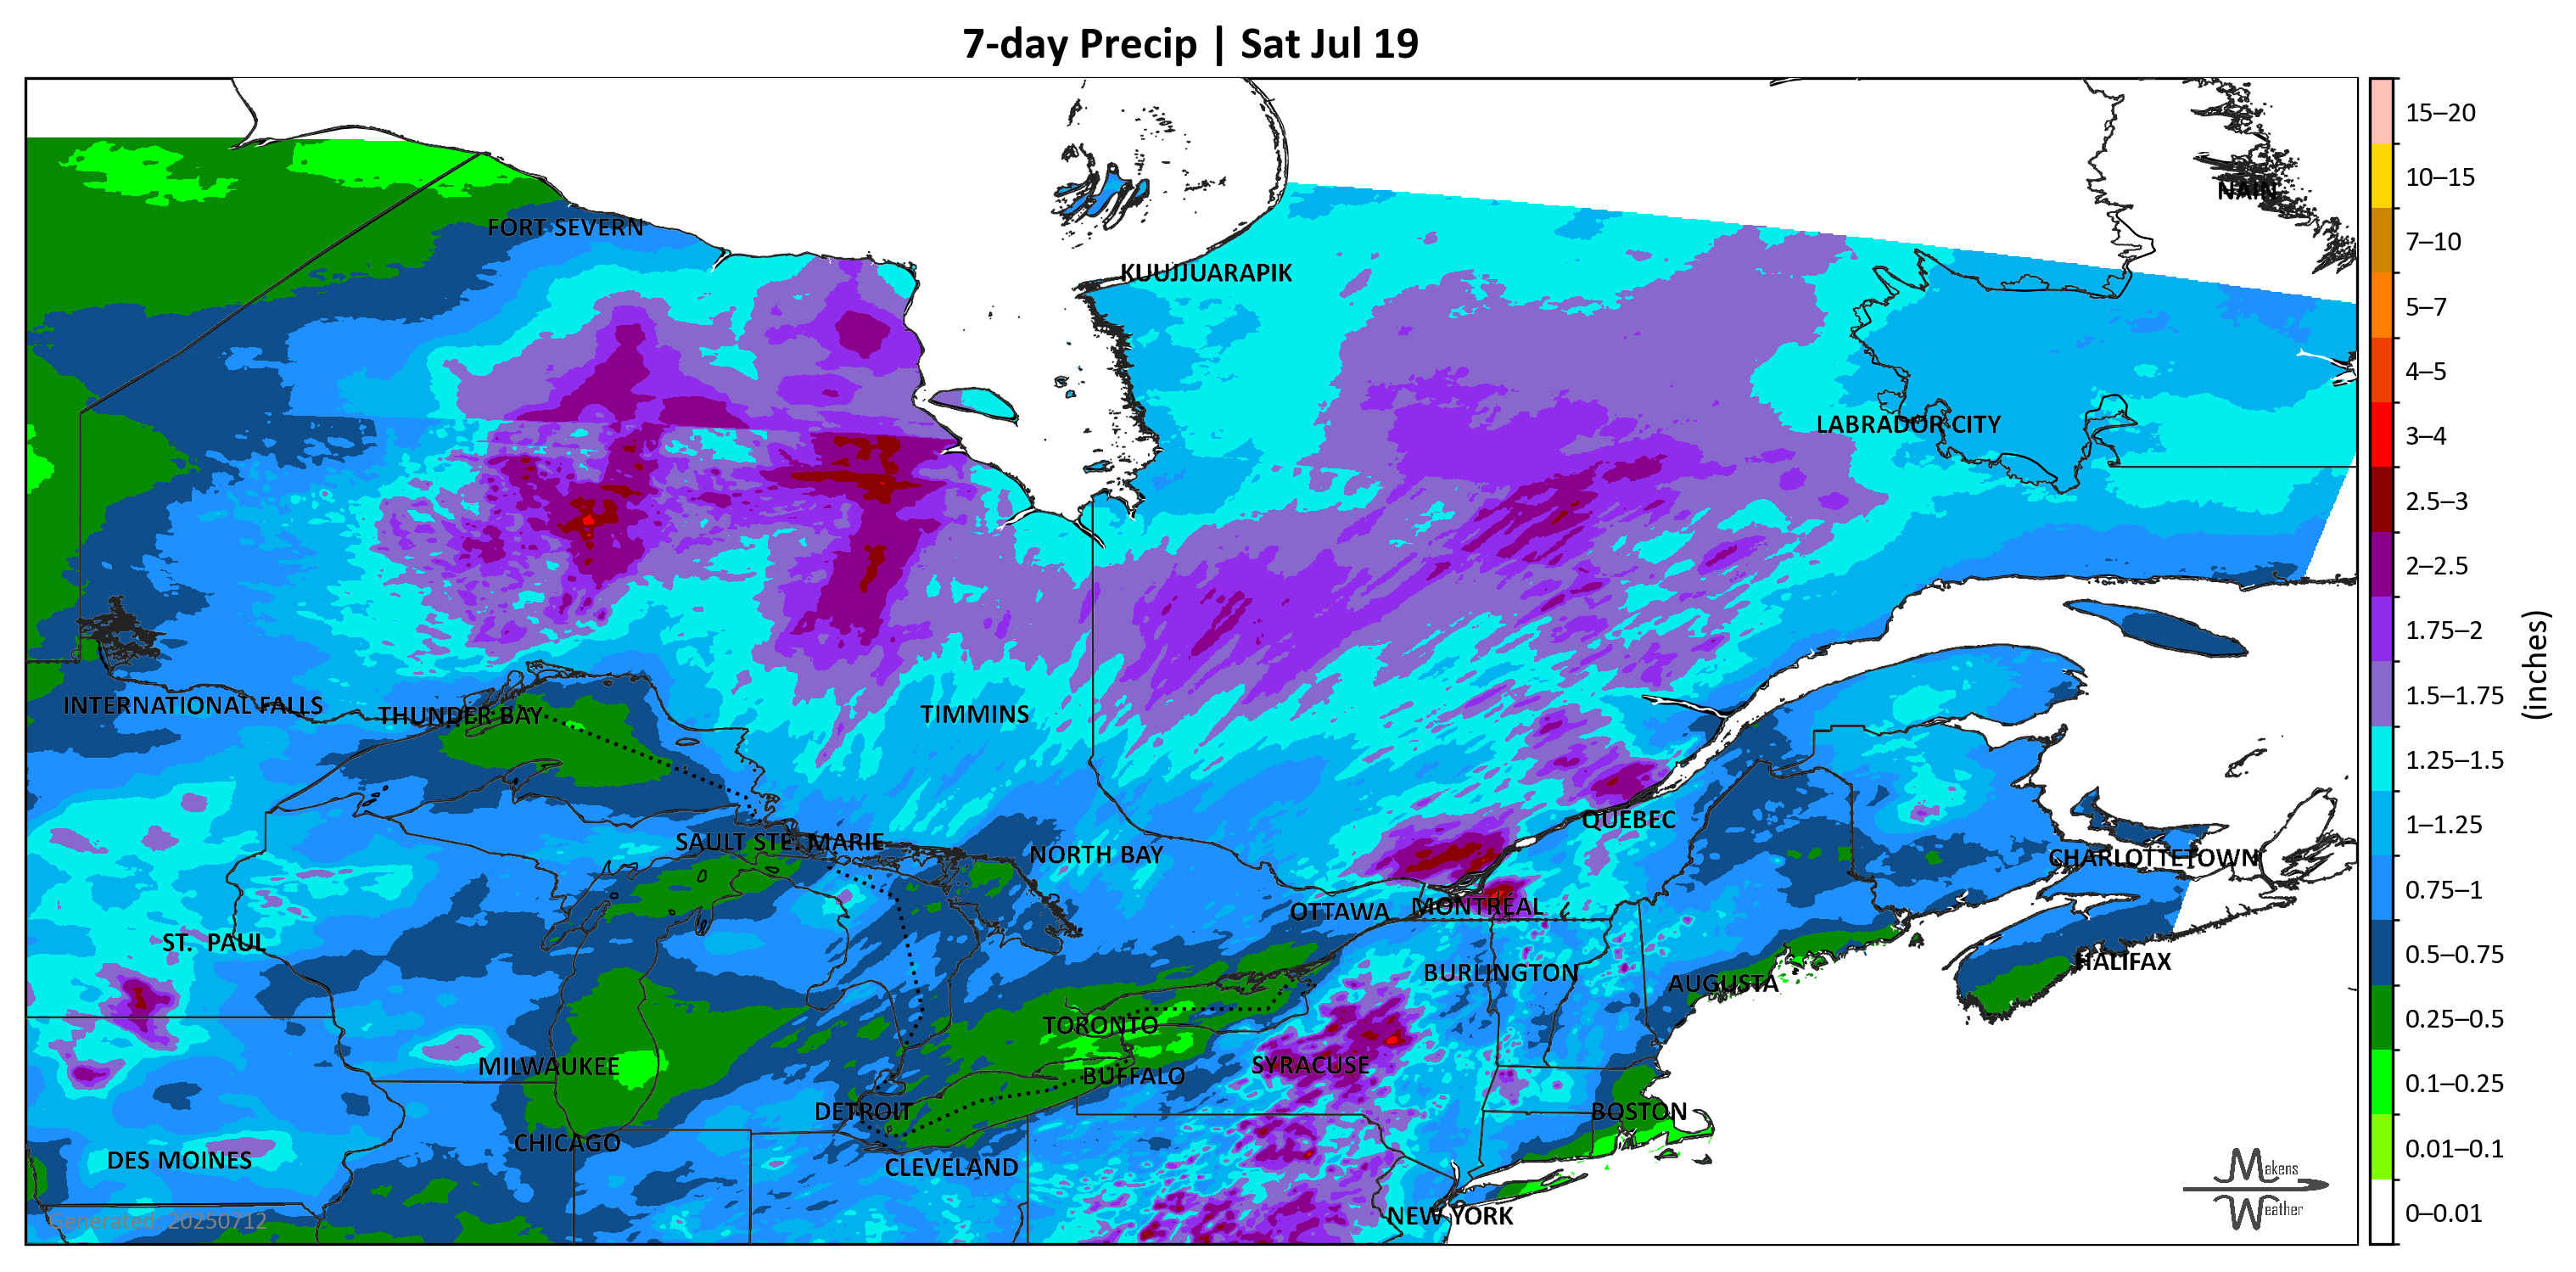 7-day Precip | Sat Jul 19
NAIN
FORT SEVERN
KUUJJUARAPIK
LABRADOR CITY
INTERNATIONAL FALLS
THUNDER BAY
TIMMINS
QUEBEC
SAULT STE. MARIE
NORTH BAY
CHARLOTTETOWN
OTTAWA
MONTREAL
ST. PAUL
HALIFAX
BURLINGTON
AUGUSTA
TORONTO
SYRACUSE
MILWAUKEE
BUFFALO
DETROIT
BOSTON
CHICAGO
DES MOINES
CLEVELAND
NEW YORK
Generated: 20250712
Makens
Weather
15–20
10–15
7–10
5–7
4–5
3–4
2.5–3
2–2.5
1.75–2
1.5–1.75
1.25–1.5
1–1.25
0.75–1
0.5–0.75
0.25–0.5
0.1–0.25
0.01–0.1
0–0.01
(inches)